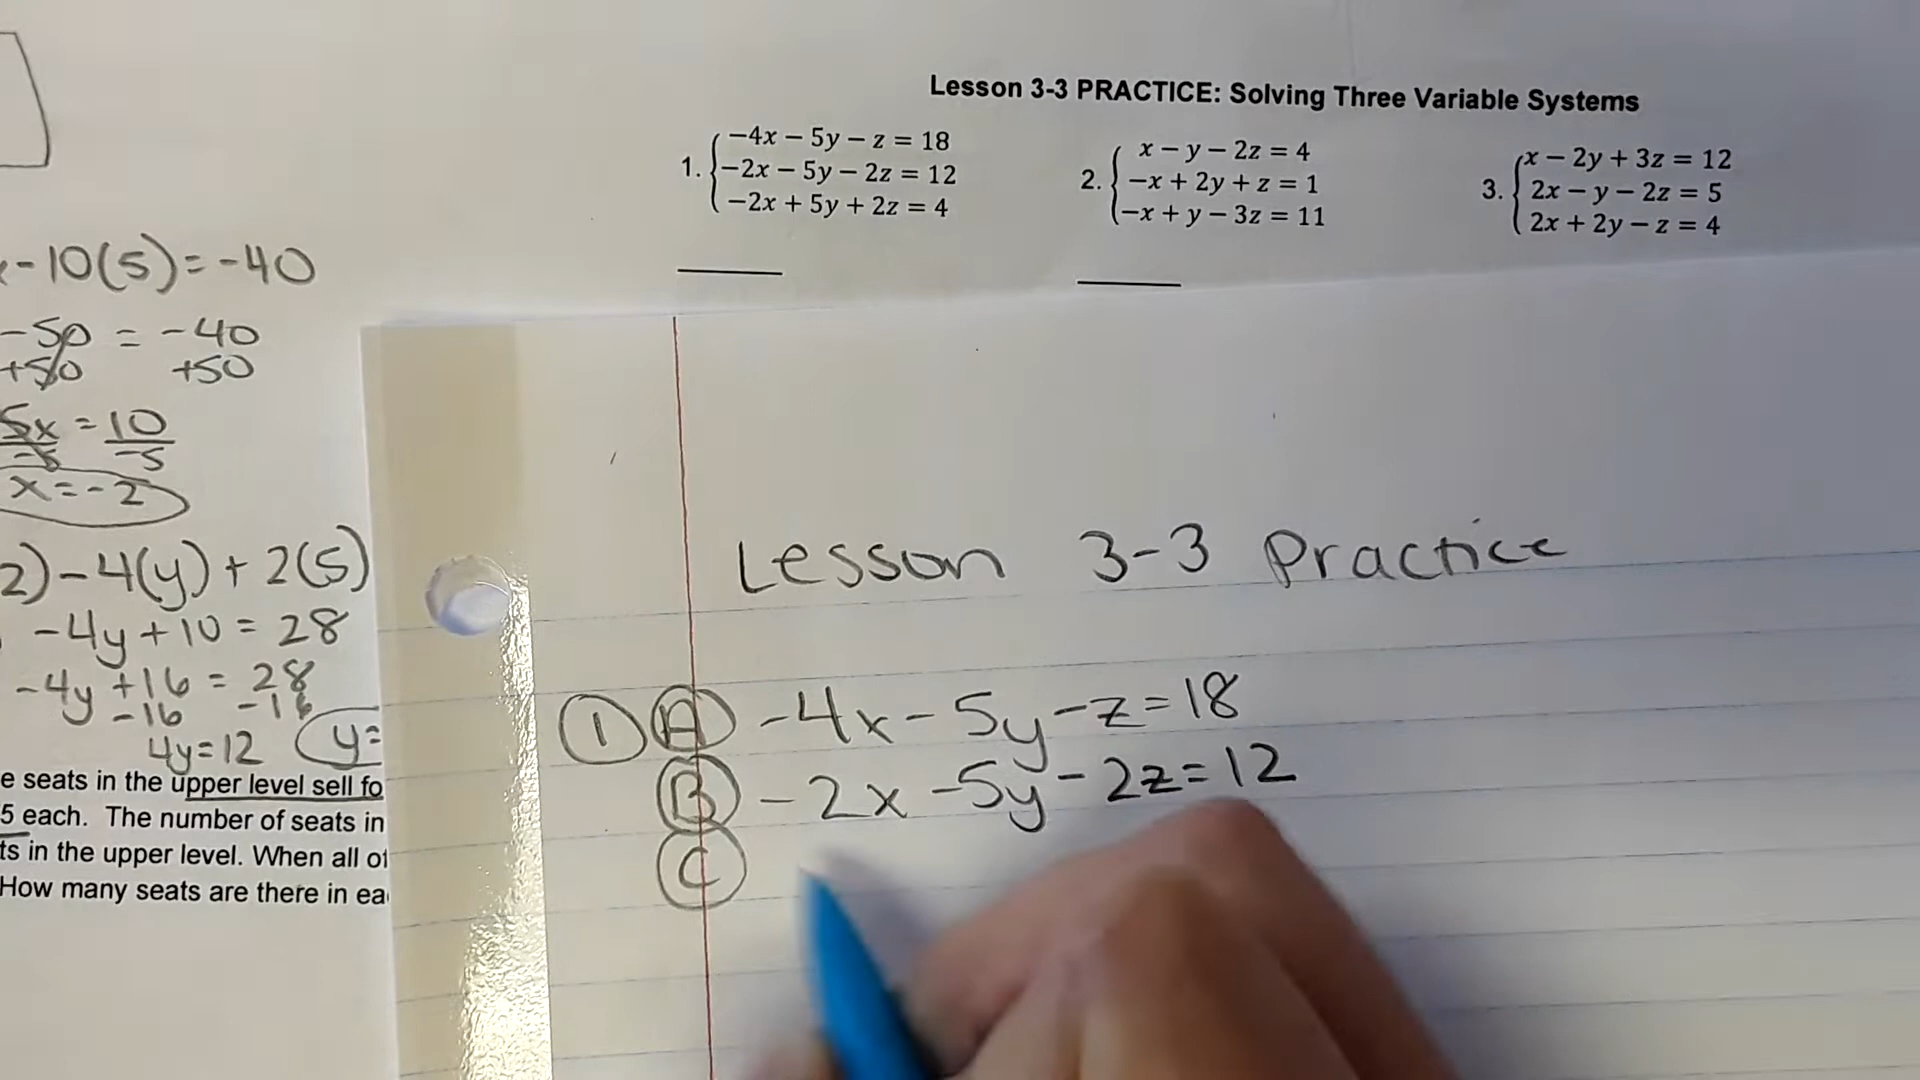 Lesson 3-3 PRACTICE: Solving Three Variable Systems
1. −4x − 5y − z = 18
−2x − 5y − 2z = 12
−2x + 5y + 2z = 4
2. x − y − 2z = 4
−x + 2y + z = 1
−x + y − 3z = 11
3. x − 2y + 3z = 12
2x − y − 2z = 5
2x + 2y − z = 4
-10(5)=-40
-50 = -40
+50 +50
5x = 10
-5 -5
x=-2
2)-4(y)+2(5)
-4y+10=28
-4y+16=28
-16 -16
4y=12 y=
e seats in the upper level sell fo
5 each. The number of seats in
ts in the upper level. When all of
How many seats are there in ea
Lesson 3-3 Practice
1 A -4x-5y-z=18
B -2x-5y-2z=12
C